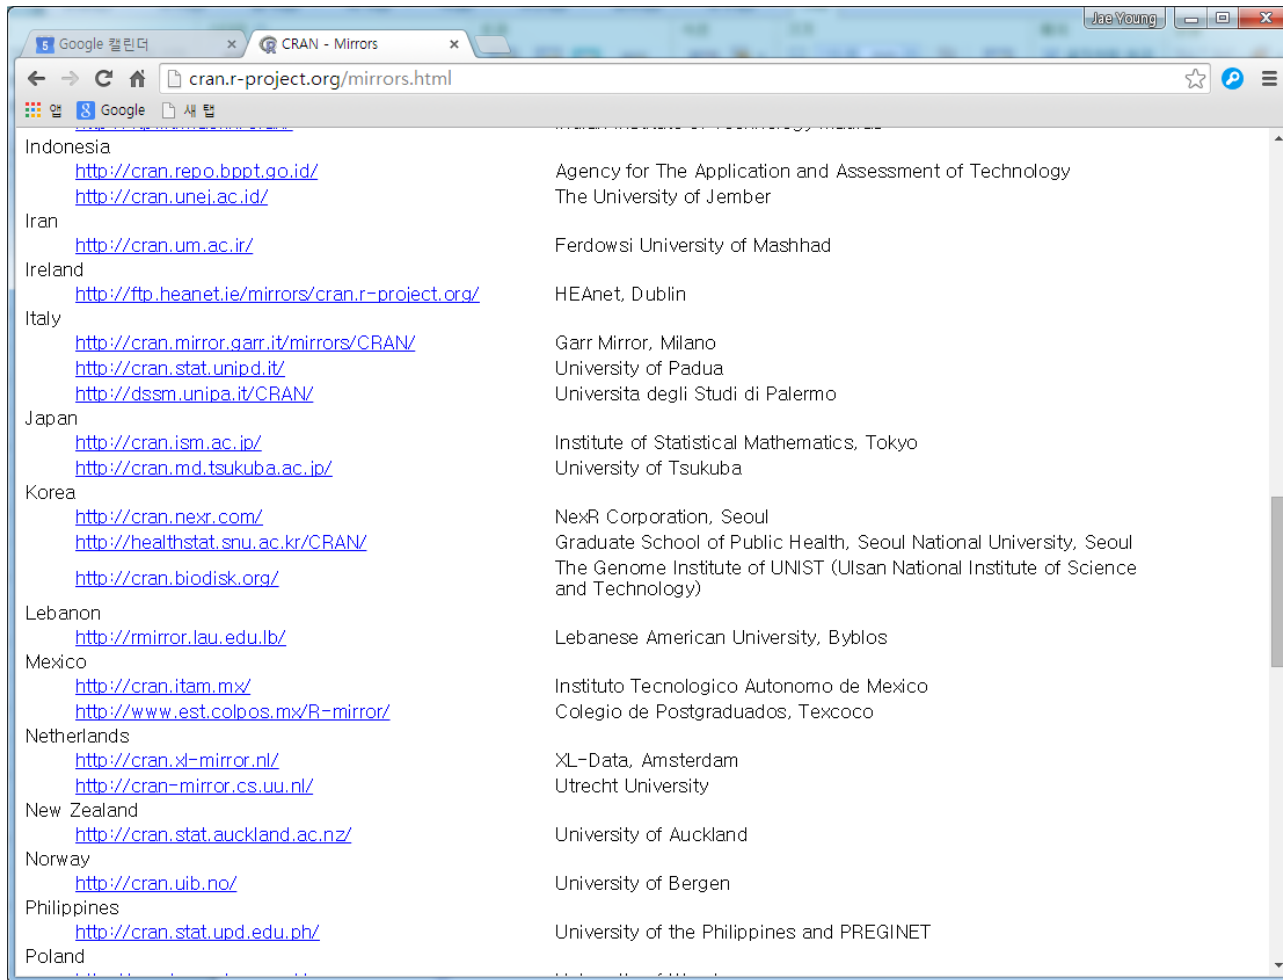 Jae Young
5 Google 캘린더
CRAN - Mirrors
cran.r-project.org/mirrors.html
앱 Google 새 탭
Indonesia
http://cran.repo.bppt.go.id/ Agency for The Application and Assessment of Technology
http://cran.unej.ac.id/ The University of Jember
Iran
http://cran.um.ac.ir/ Ferdowsi University of Mashhad
Ireland
http://ftp.heanet.ie/mirrors/cran.r-project.org/ HEAnet, Dublin
Italy
http://cran.mirror.garr.it/mirrors/CRAN/ Garr Mirror, Milano
http://cran.stat.unipd.it/ University of Padua
http://dssm.unipa.it/CRAN/ Universita degli Studi di Palermo
Japan
http://cran.ism.ac.jp/ Institute of Statistical Mathematics, Tokyo
http://cran.md.tsukuba.ac.jp/ University of Tsukuba
Korea
http://cran.nexr.com/ NexR Corporation, Seoul
http://healthstat.snu.ac.kr/CRAN/ Graduate School of Public Health, Seoul National University, Seoul
http://cran.biodisk.org/ The Genome Institute of UNIST (Ulsan National Institute of Science
and Technology)
Lebanon
http://rmirror.lau.edu.lb/ Lebanese American University, Byblos
Mexico
http://cran.itam.mx/ Instituto Tecnologico Autonomo de Mexico
http://www.est.colpos.mx/R-mirror/ Colegio de Postgraduados, Texcoco
Netherlands
http://cran.xl-mirror.nl/ XL-Data, Amsterdam
http://cran-mirror.cs.uu.nl/ Utrecht University
New Zealand
http://cran.stat.auckland.ac.nz/ University of Auckland
Norway
http://cran.uib.no/ University of Bergen
Philippines
http://cran.stat.upd.edu.ph/ University of the Philippines and PREGINET
Poland